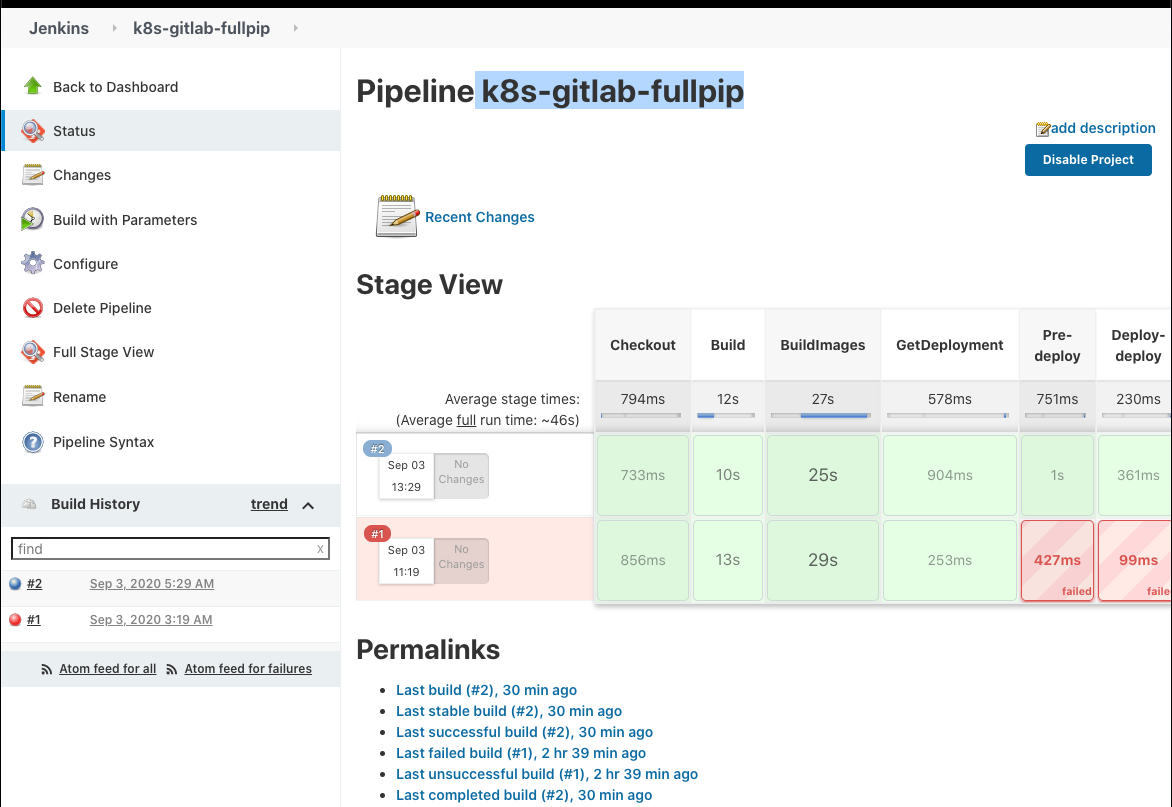 Jenkins
k8s-gitlab-fullpip
Back to Dashboard
Status
Changes
Build with Parameters
Configure
Delete Pipeline
Full Stage View
Rename
Pipeline Syntax
Build History
trend
find
x
#2
Sep 3, 2020 5:29 AM
#1
Sep 3, 2020 3:19 AM
Atom feed for all
Atom feed for failures
Pipeline k8s-gitlab-fullpip
add description
Disable Project
Recent Changes
Stage View
Checkout
Build
BuildImages
GetDeployment
Pre-
deploy
Deploy-
deploy
Average stage times:
(Average full run time: ~46s)
794ms
12s
27s
578ms
751ms
230ms
#2
Sep 03
13:29
No
Changes
733ms
10s
25s
904ms
1s
361ms
#1
Sep 03
11:19
No
Changes
856ms
13s
29s
253ms
427ms
failed
99ms
faile
Permalinks
Last build (#2), 30 min ago
Last stable build (#2), 30 min ago
Last successful build (#2), 30 min ago
Last failed build (#1), 2 hr 39 min ago
Last unsuccessful build (#1), 2 hr 39 min ago
Last completed build (#2), 30 min ago